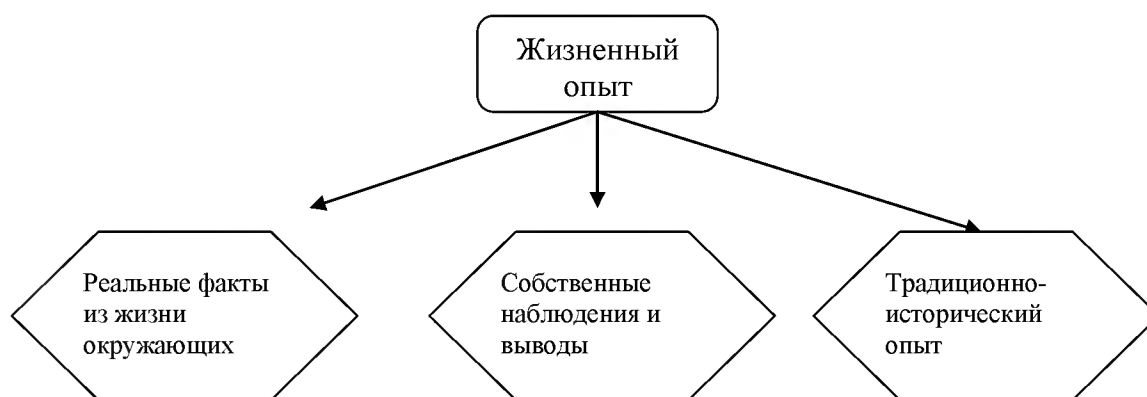 Жизненный
опыт
Реальные факты
из жизни
окружающих
Собственные
наблюдения и
выводы
Традиционно-
исторический
опыт